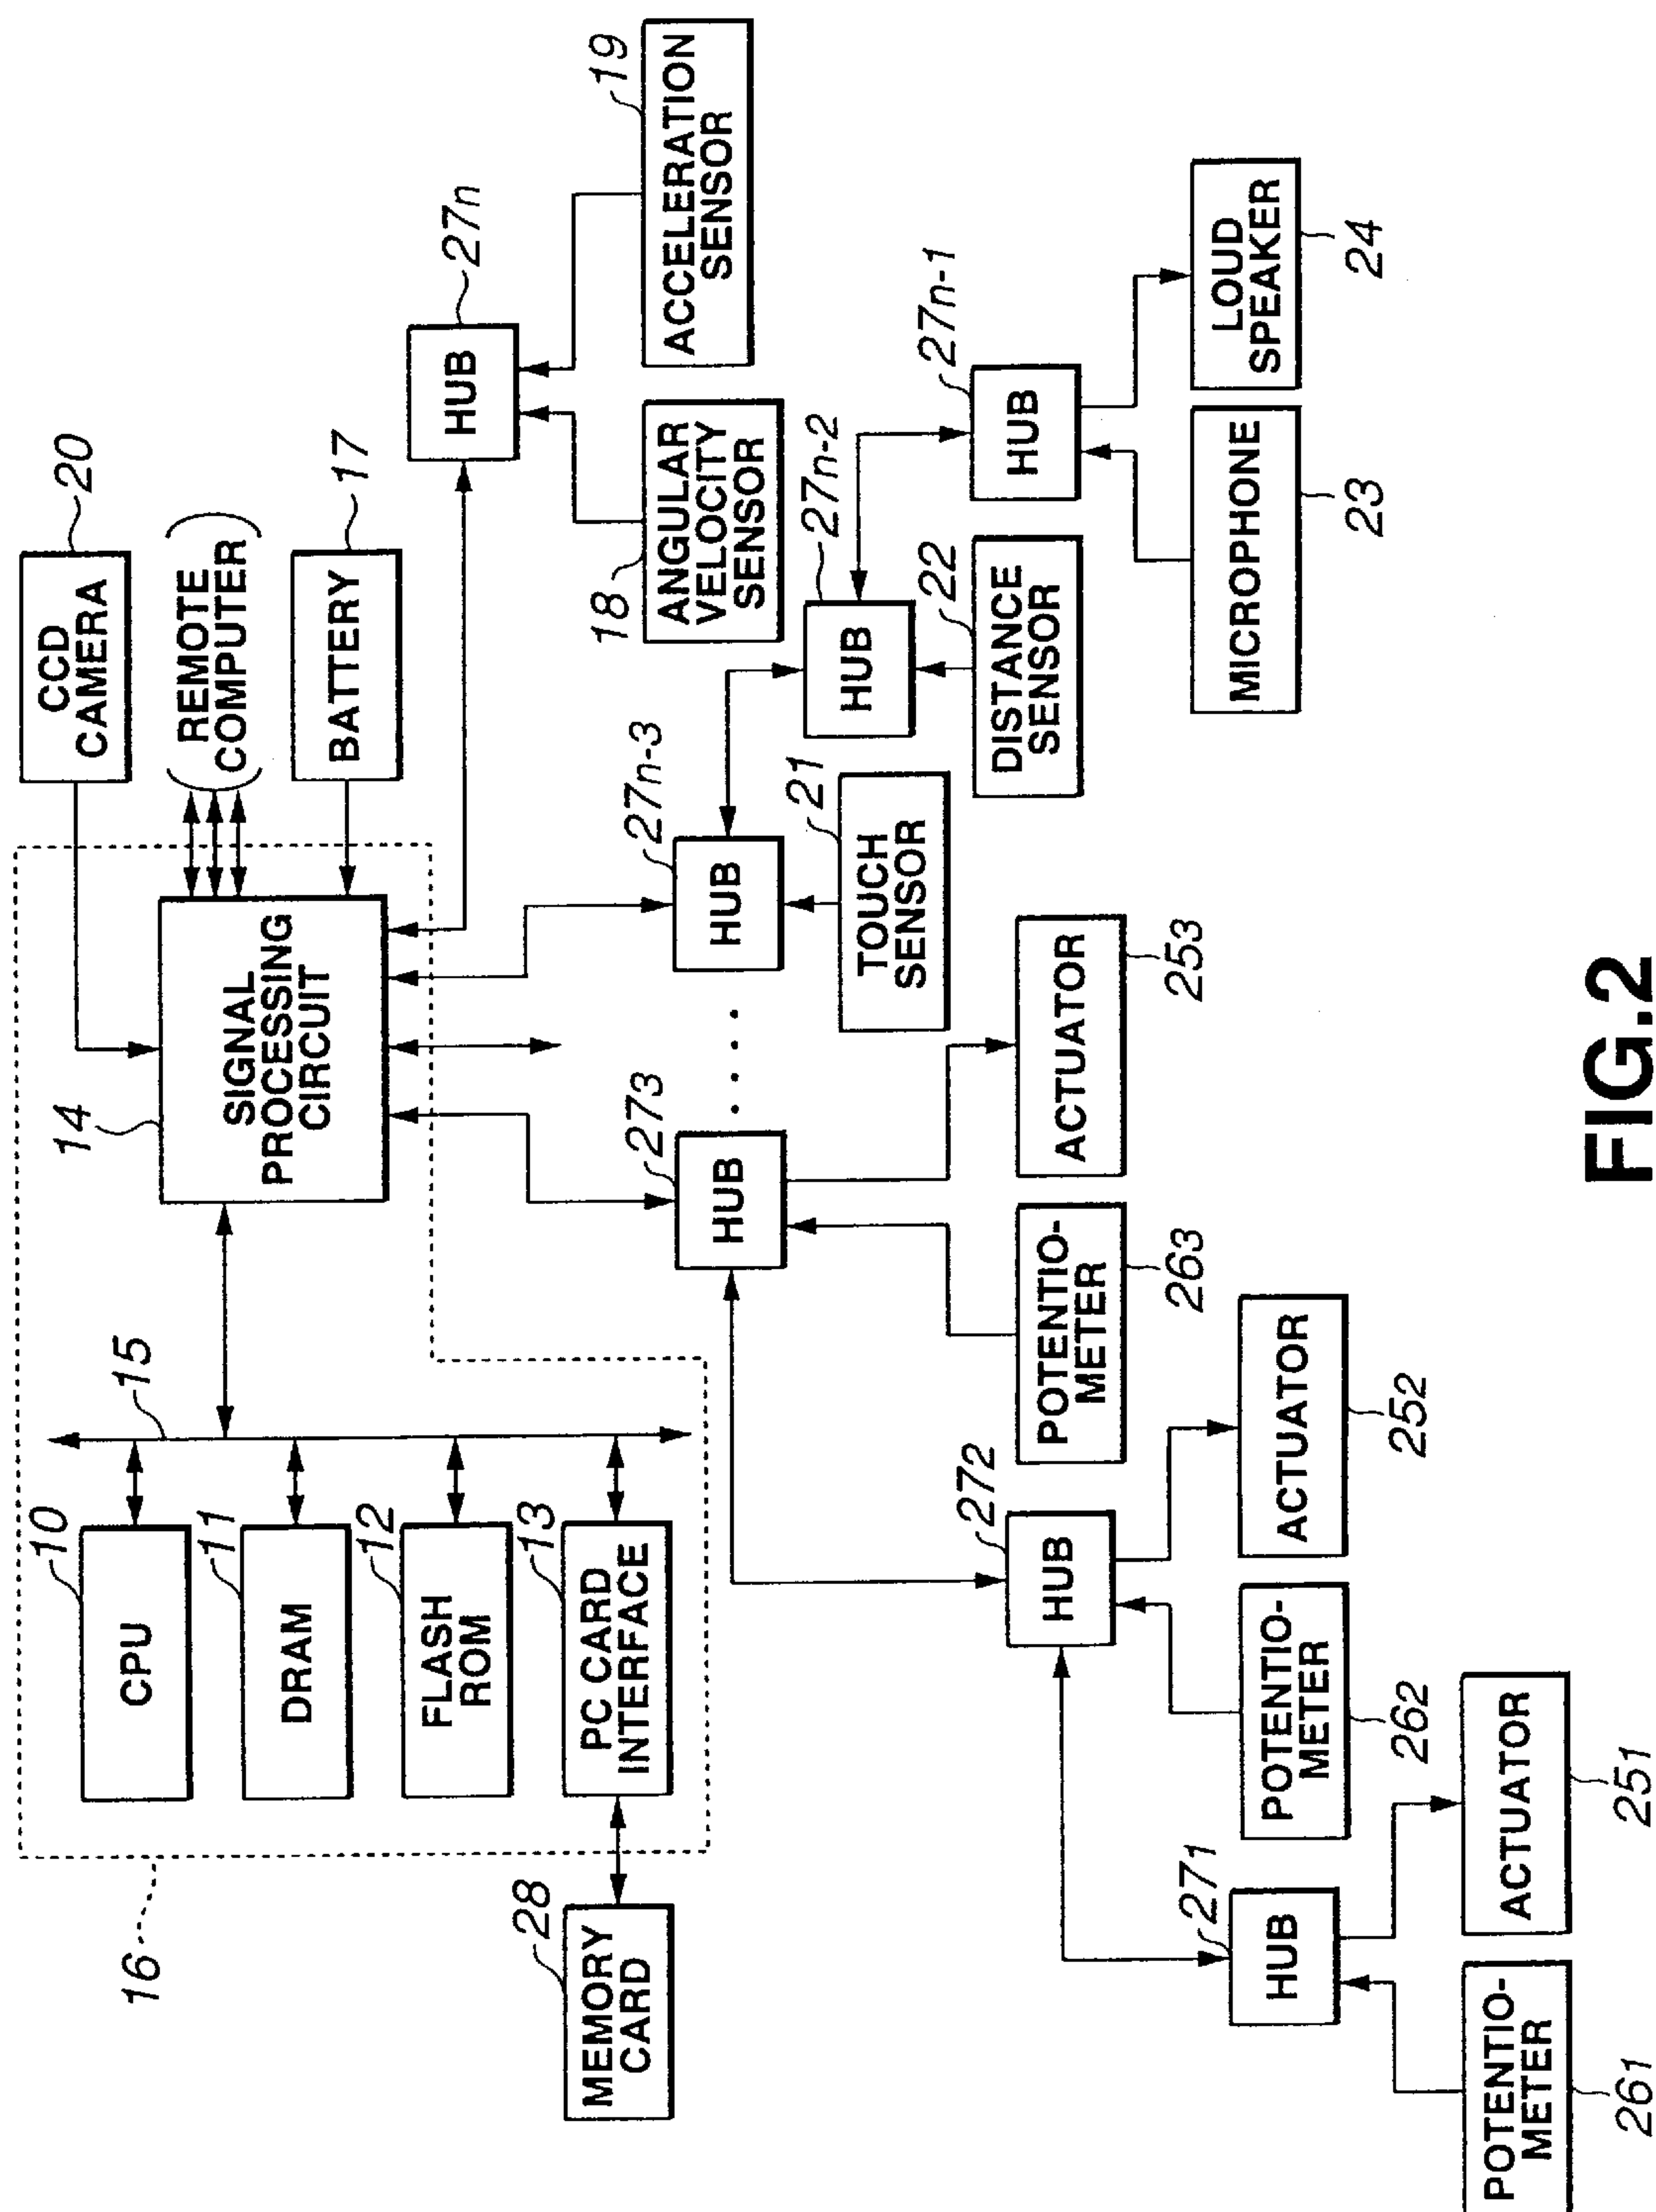 16
10
CPU
11
DRAM
12
FLASH
ROM
13
PC CARD
INTERFACE
28
MEMORY
CARD
15
14
SIGNAL
PROCESSING
CIRCUIT
20
CCD
CAMERA
(REMOTE
COMPUTER)
17
BATTERY
27n
HUB
18
ANGULAR
VELOCITY
SENSOR
19
ACCELERATION
SENSOR
27n-3
HUB
21
TOUCH
SENSOR
27n-2
HUB
22
DISTANCE
SENSOR
27n-1
HUB
MICROPHONE
23
LOUD
SPEAKER
24
273
HUB
. . . .
POTENTIO-
METER
263
ACTUATOR
253
272
HUB
POTENTIO-
METER
262
ACTUATOR
252
271
HUB
POTENTIO-
METER
261
ACTUATOR
251
FIG.2